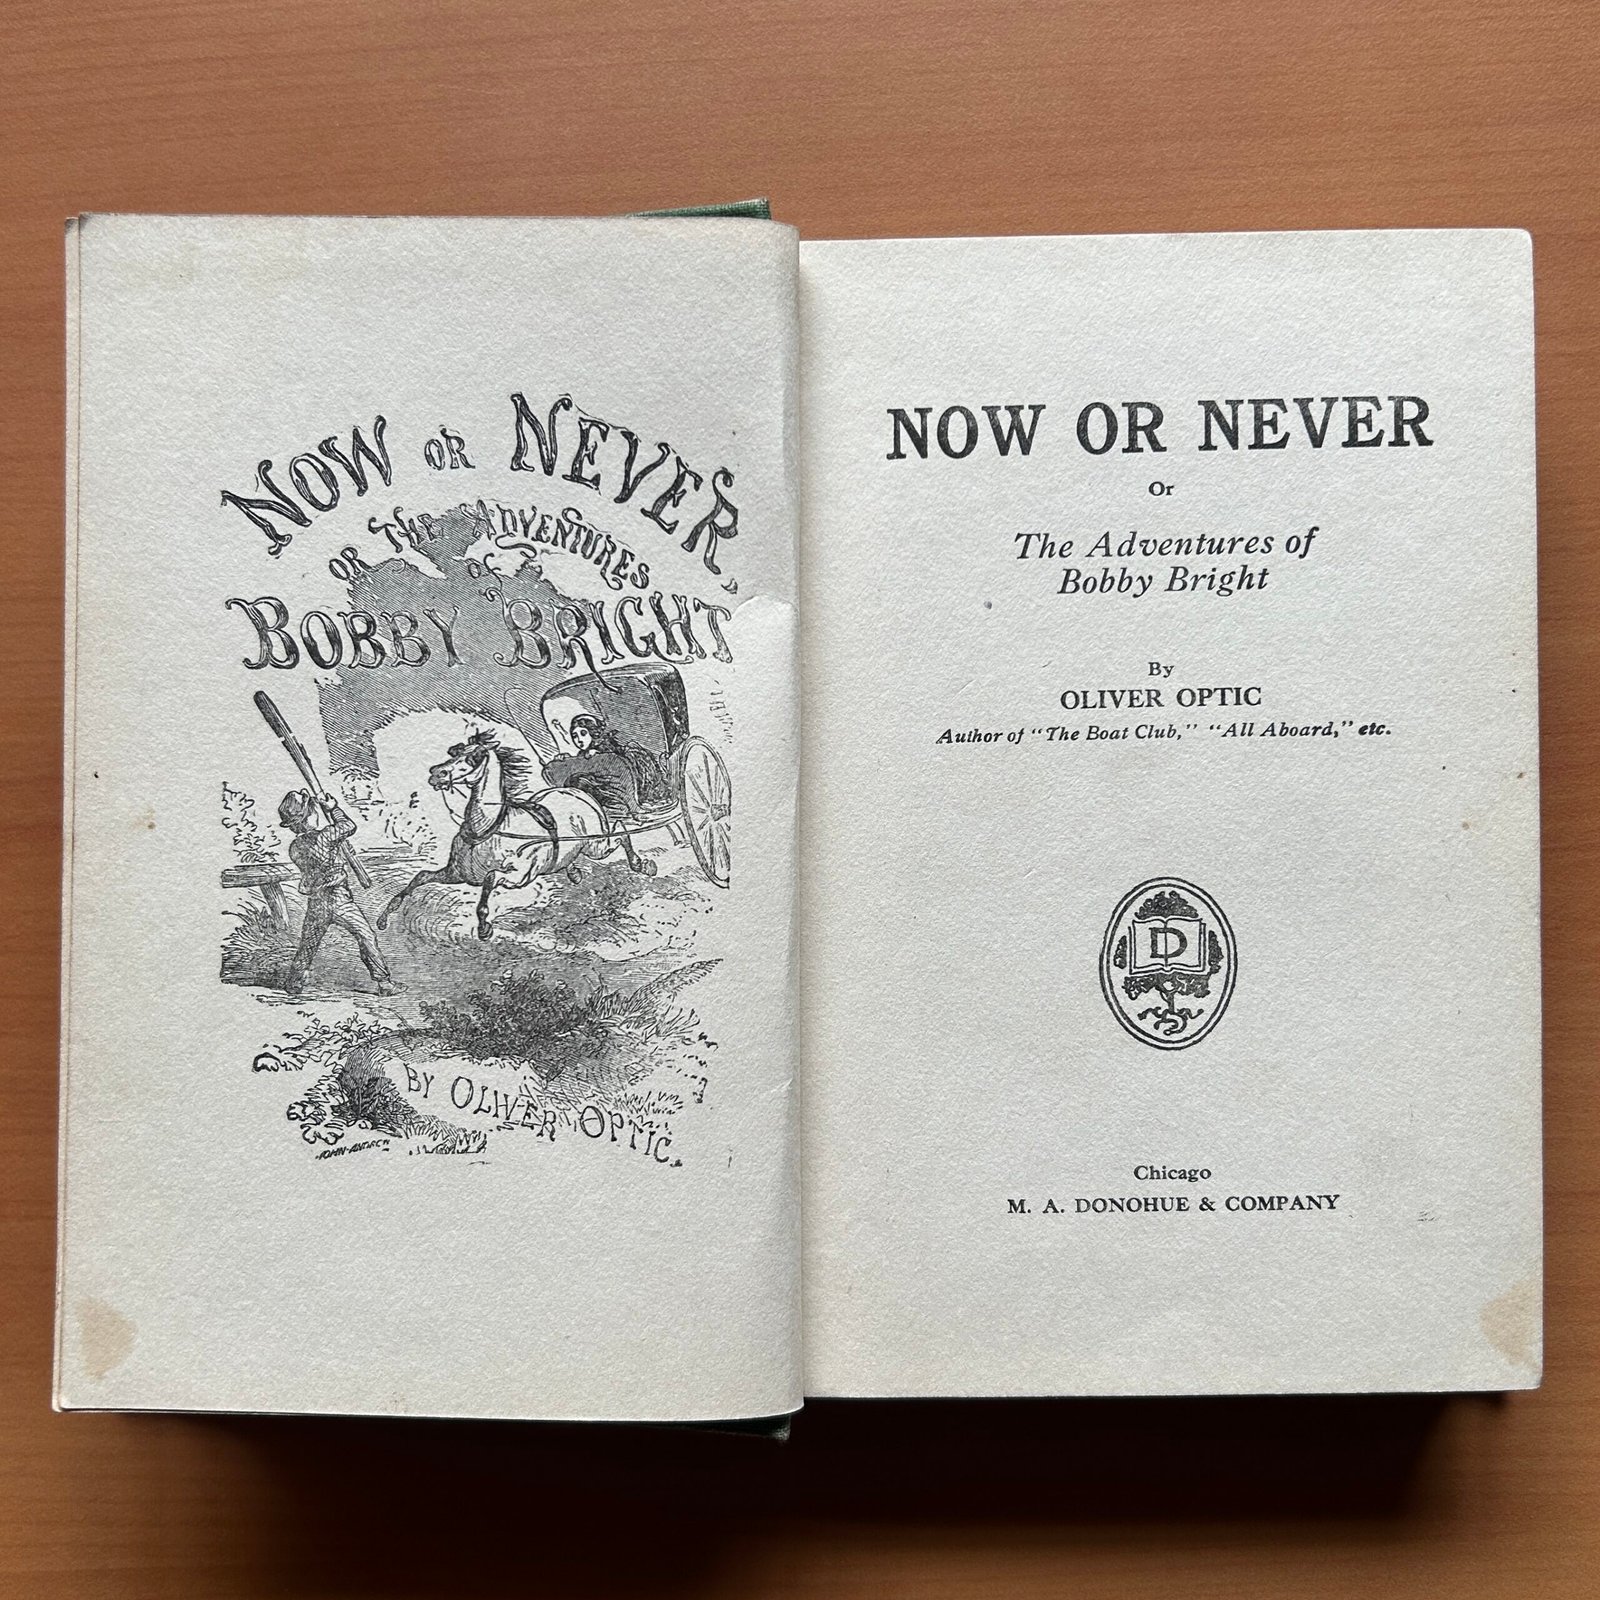 NOW OR NEVER,
OR THE ADVENTURES
of
BOBBY BRIGHT
BY OLIVER OPTIC.
NOW OR NEVER
Or
The Adventures of
Bobby Bright
By
OLIVER OPTIC
Author of “The Boat Club,” “All Aboard,” etc.
D
Chicago
M. A. DONOHUE & COMPANY